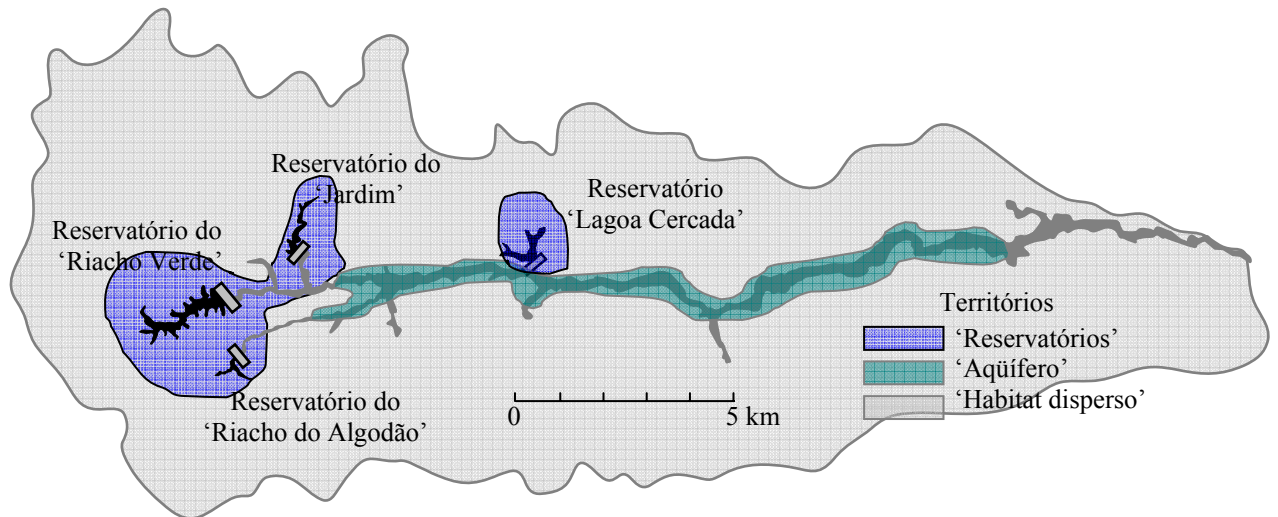 Reservatório do
‘Jardim’
Reservatório
‘Lagoa Cercada’
Reservatório do
‘Riacho Verde’
Territórios
‘Reservatórios’
‘Aqüífero’
‘Habitat disperso’
Reservatório do
‘Riacho do Algodão’
0 5 km